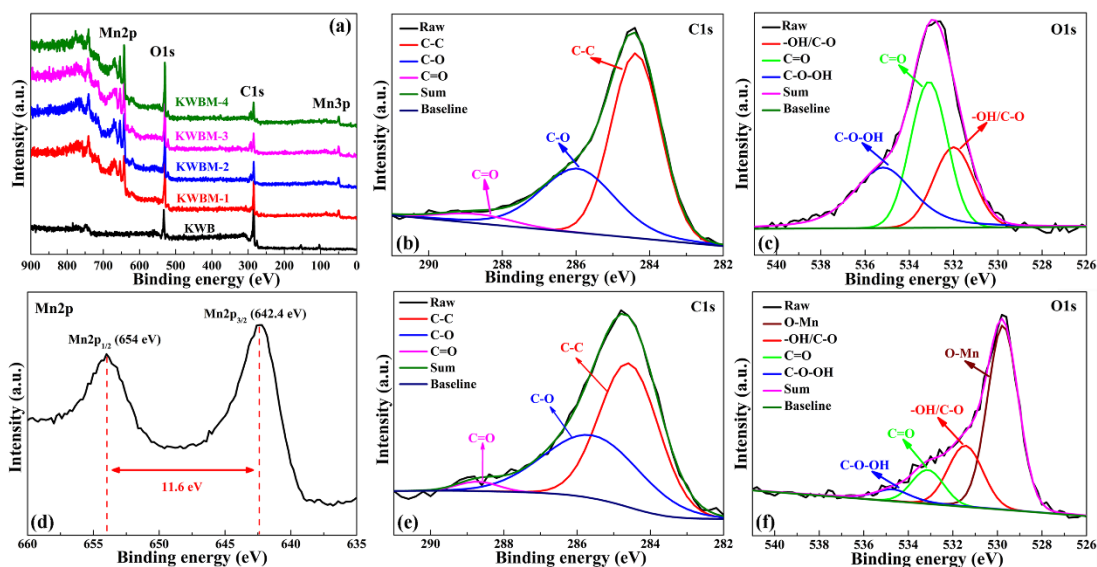 (a)
Mn2p
O1s
C1s
Mn3p
KWBM-4
KWBM-3
KWBM-2
KWBM-1
KWB
Intensity (a.u.)
900 800 700 600 500 400 300 200 100 0
Binding energy (eV)
Raw
C-C
C-O
C=O
Sum
Baseline
C1s
C-C
C-O
C=O
(b)
Intensity (a.u.)
290 288 286 284 282
Binding energy (eV)
Raw
-OH/C-O
C=O
C-O-OH
Sum
Baseline
O1s
C=O
-OH/C-O
C-O-OH
(c)
Intensity (a.u.)
540 538 536 534 532 530 528 526
Binding energy (eV)
Mn2p
Mn2p3/2 (642.4 eV)
Mn2p1/2 (654 eV)
11.6 eV
(d)
Intensity (a.u.)
660 655 650 645 640 635
Binding energy (eV)
Raw
C-C
C-O
C=O
Sum
Baseline
C1s
C-C
C-O
C=O
(e)
Intensity (a.u.)
290 288 286 284 282
Binding energy (eV)
Raw
O-Mn
-OH/C-O
C=O
C-O-OH
Sum
Baseline
O1s
O-Mn
-OH/C-O
C=O
C-O-OH
(f)
Intensity (a.u.)
540 538 536 534 532 530 528 526
Binding energy (eV)